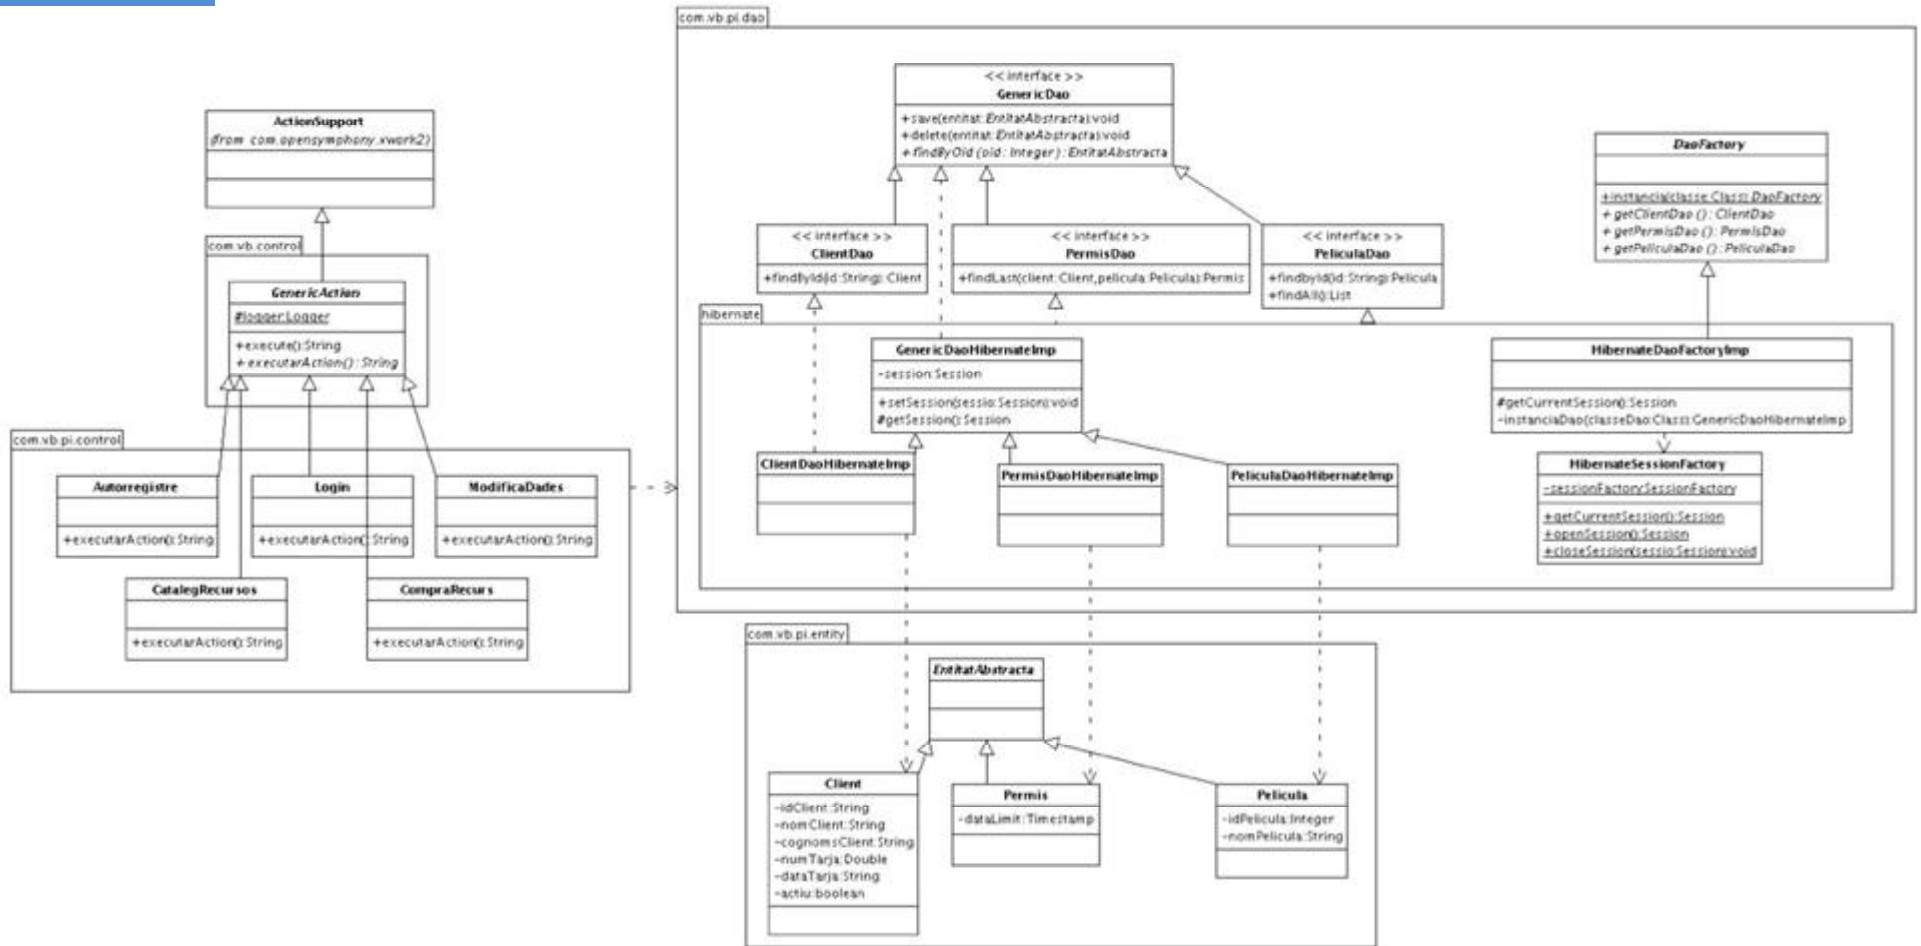 com.vb.pi.dao
<< interface >>
GenericDao
+save(entitat:EntitatAbstracta):void
+delete(entitat:EntitatAbstracta):void
+findByOid (oid : Integer ) : EntitatAbstracta
ActionSupport
(from com.opensymphony.xwork2)
DaoFactory
+instancia(classe:Class):DaoFactory
+ getClientDao () : ClientDao
+ getPermisDao () : PermisDao
+ getPeliculaDao () : PeliculaDao
<< interface >>
ClientDao
+findById(id:String): Client
<< interface >>
PermisDao
+findLast(client:Client,pelicula:Pelicula):Permis
<< interface >>
PeliculaDao
+findbyId(id:String):Pelicula
+findAll():List
com.vb.control
GenericAction
#logger:Logger
+execute():String
+ executarAction() : String
hibernate
GenericDaoHibernateImp
-session:Session
+setSession(sessio:Session):void
#getSession():Session
HibernateDaoFactoryImp
#getCurrentSession():Session
-instanciaDao(classeDao:Class):GenericDaoHibernateImp
com.vb.pi.control
Autorregistre
+executarAction():String
Login
+executarAction():String
ModificaDades
+executarAction():String
ClientDaoHibernateImp
PermisDaoHibernateImp
PeliculaDaoHibernateImp
HibernateSessionFactory
-sessionFactory:SessionFactory
+getCurrentSession():Session
+openSession():Session
+closeSession(sessio:Session):void
CatalegRecursos
+executarAction():String
CompraRecurs
+executarAction():String
com.vb.pi.entity
EntitatAbstracta
Client
-idClient:String
-nomClient:String
-cognomsClient:String
-numTarja:Double
-dataTarja:String
-actiu:boolean
Permis
-dataLimit:Timestamp
Pelicula
-idPelicula:Integer
-nomPelicula:String